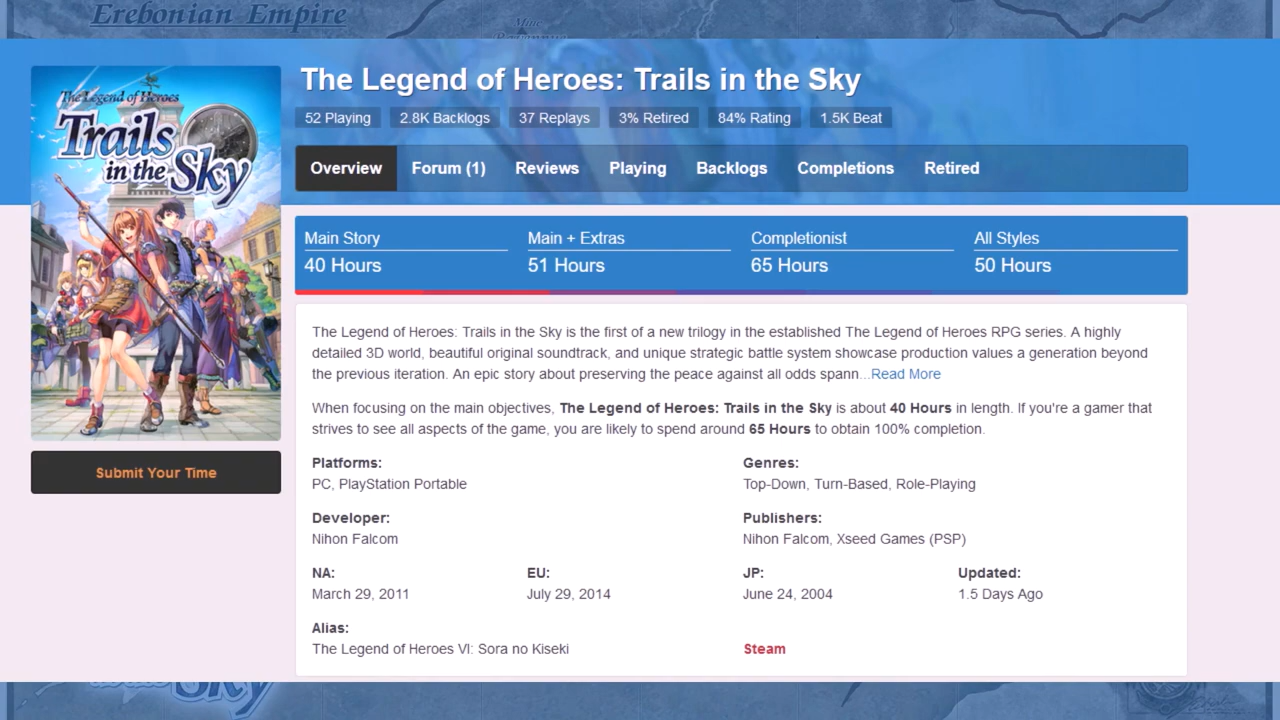 Erebonian Empire
The Legend of Heroes
Trails
in the Sky
The Legend of Heroes: Trails in the Sky
52 Playing 2.8K Backlogs 37 Replays 3% Retired 84% Rating 1.5K Beat
Overview Forum (1) Reviews Playing Backlogs Completions Retired
Main Story Main + Extras Completionist All Styles
40 Hours 51 Hours 65 Hours 50 Hours
The Legend of Heroes: Trails in the Sky is the first of a new trilogy in the established The Legend of Heroes RPG series. A highly
detailed 3D world, beautiful original soundtrack, and unique strategic battle system showcase production values a generation beyond
the previous iteration. An epic story about preserving the peace against all odds spann...Read More
When focusing on the main objectives, The Legend of Heroes: Trails in the Sky is about 40 Hours in length. If you're a gamer that
strives to see all aspects of the game, you are likely to spend around 65 Hours to obtain 100% completion.
Submit Your Time
Platforms: Genres:
PC, PlayStation Portable Top-Down, Turn-Based, Role-Playing
Developer: Publishers:
Nihon Falcom Nihon Falcom, Xseed Games (PSP)
NA: EU: JP: Updated:
March 29, 2011 July 29, 2014 June 24, 2004 1.5 Days Ago
Alias:
The Legend of Heroes VI: Sora no Kiseki Steam
Sky